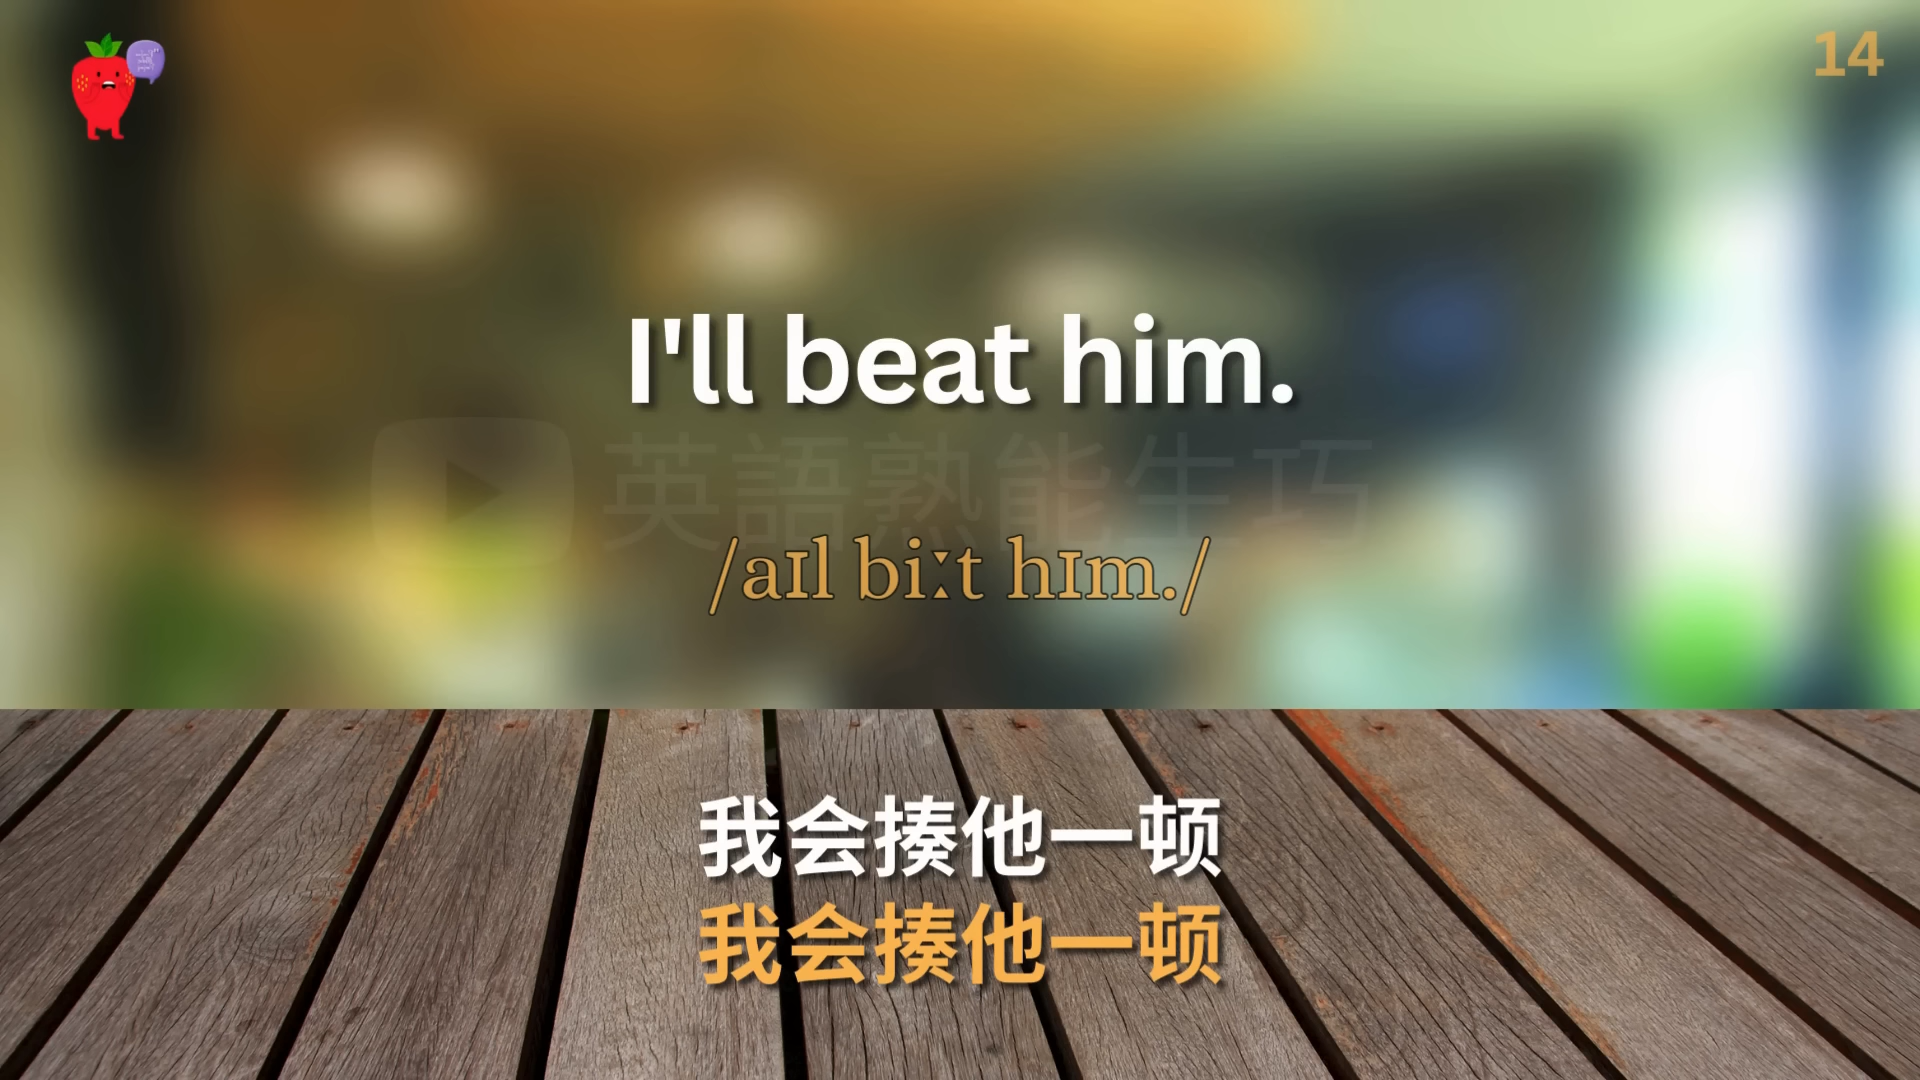 14
I'll beat him.
英語熟能生巧
/aɪl biːt hɪm./
我会揍他一顿
我会揍他一顿